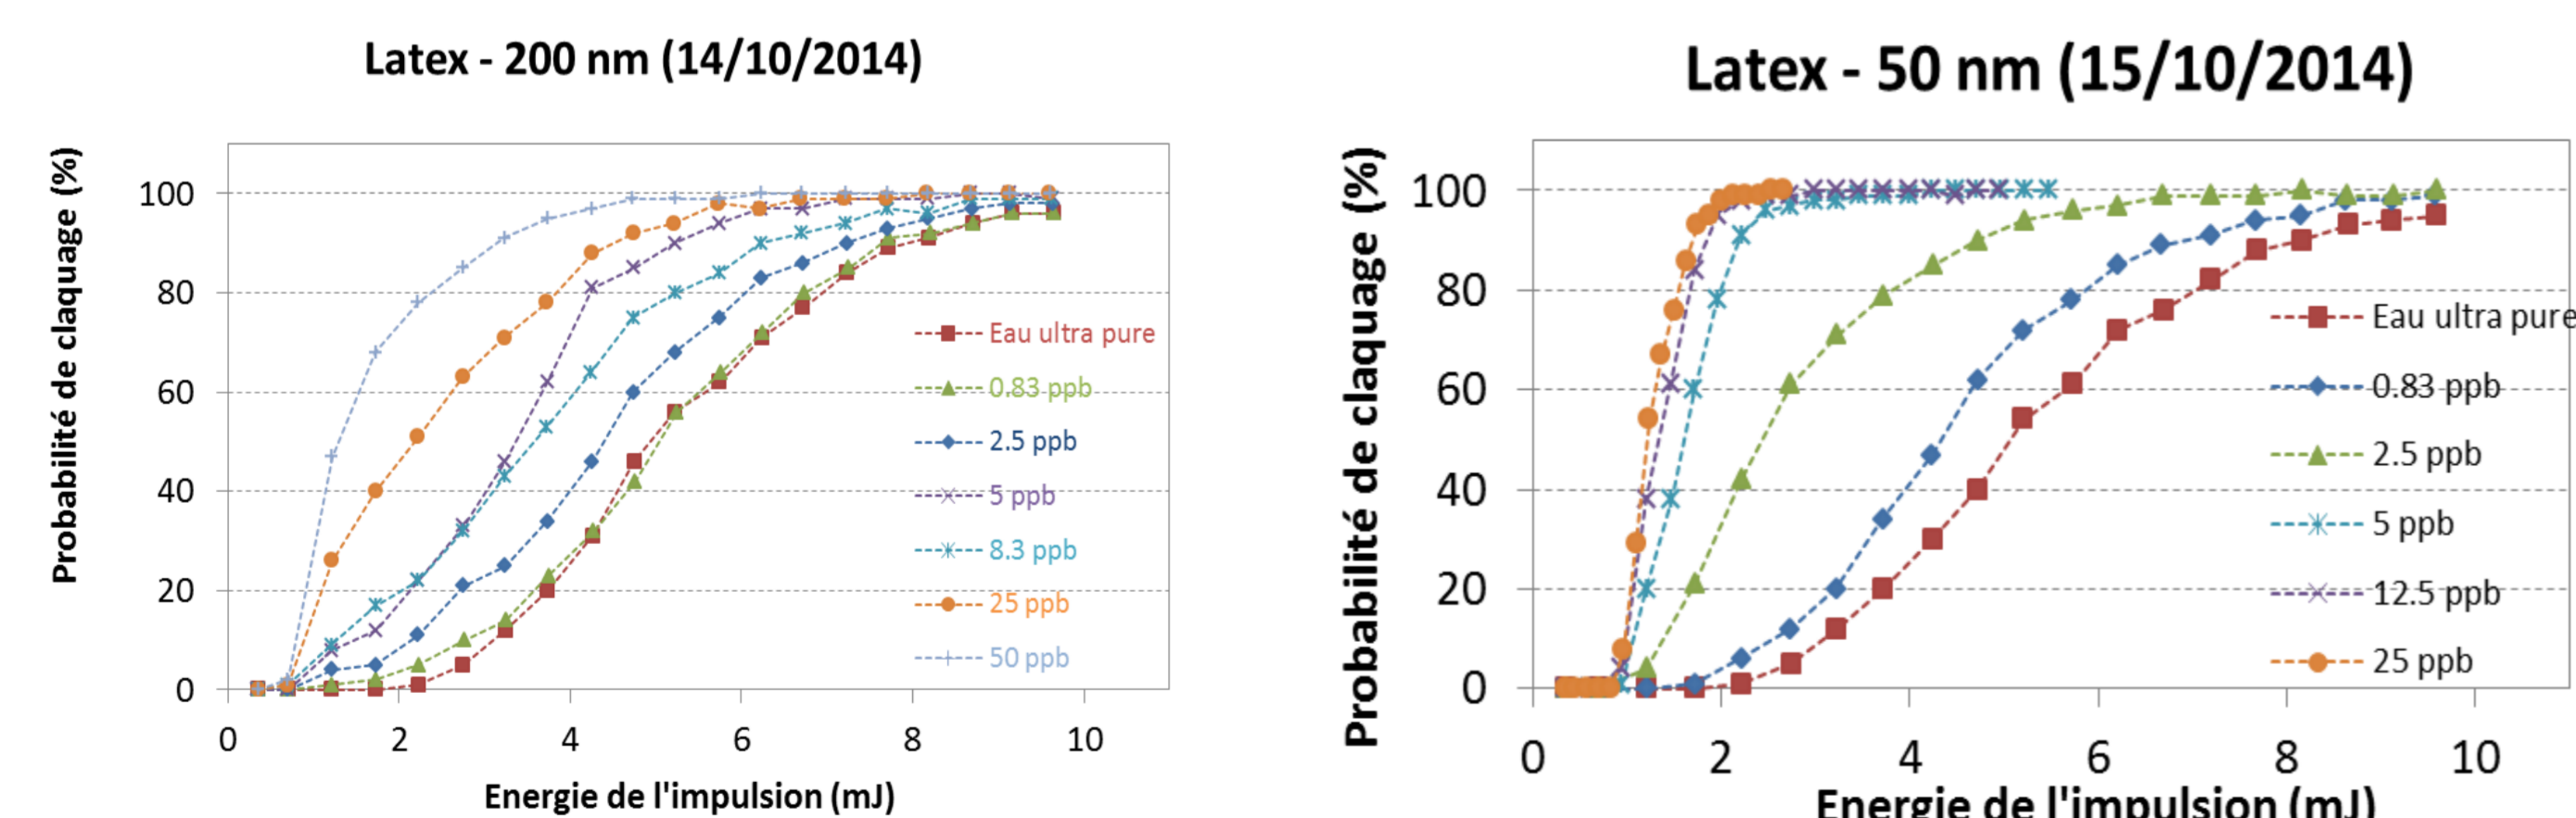 Latex - 200 nm (14/10/2014)
Probabilité de claquage (%)
100
80
60
40
20
0
0 2 4 6 8 10
Energie de l'impulsion (mJ)
Eau ultra pure
0.83 ppb
2.5 ppb
5 ppb
8.3 ppb
25 ppb
50 ppb
Latex - 50 nm (15/10/2014)
Probabilité de claquage (%)
100
80
60
40
20
0
0 2 4 6 8 10
Energie de l'impulsion (mJ)
Eau ultra pure
0.83 ppb
2.5 ppb
5 ppb
12.5 ppb
25 ppb